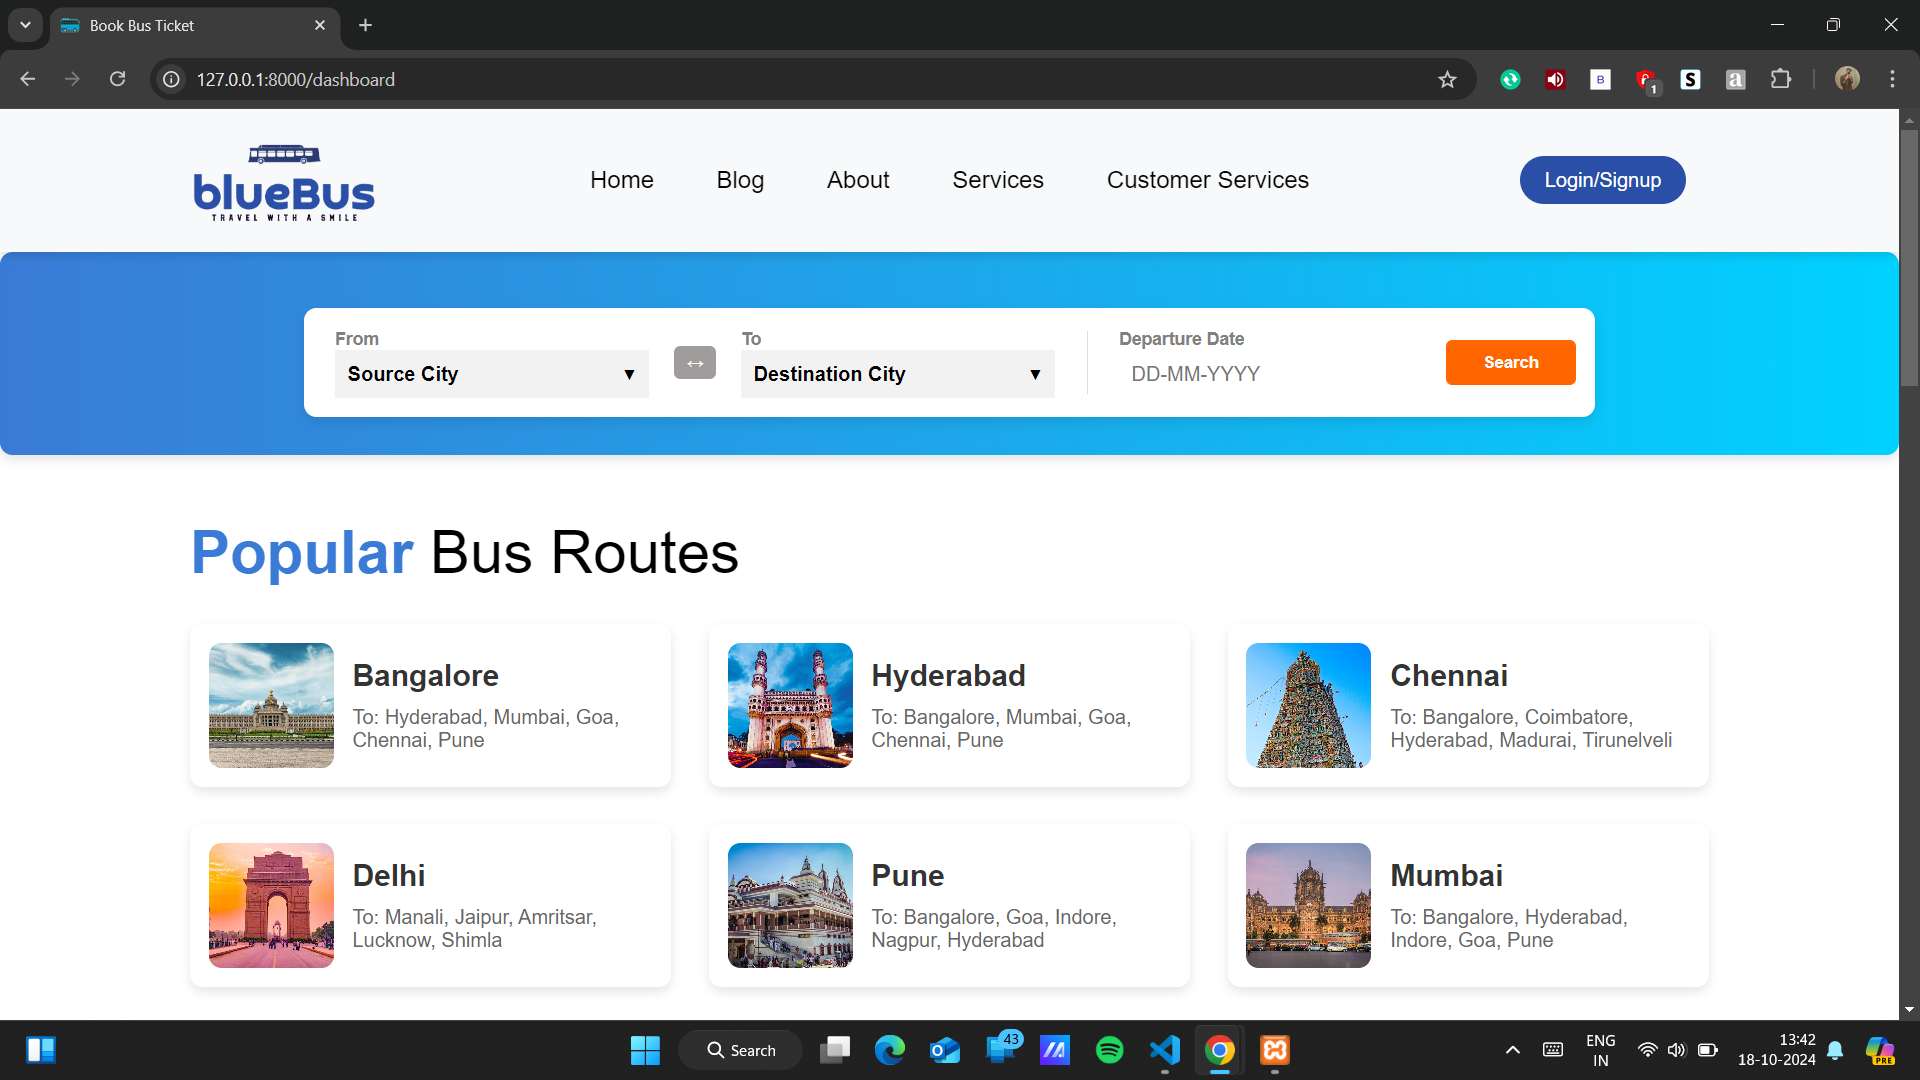 Book Bus Ticket
127.0.0.1:8000/dashboard
B
1
S
a
blueBus
TRAVEL WITH A SMILE
Home
Blog
About
Services
Customer Services
Login/Signup
From
Source City
To
Destination City
Departure Date
DD-MM-YYYY
Search
Popular Bus Routes
Bangalore
To: Hyderabad, Mumbai, Goa,
Chennai, Pune
Hyderabad
To: Bangalore, Mumbai, Goa,
Chennai, Pune
Chennai
To: Bangalore, Coimbatore,
Hyderabad, Madurai, Tirunelveli
Delhi
To: Manali, Jaipur, Amritsar,
Lucknow, Shimla
Pune
To: Bangalore, Goa, Indore,
Nagpur, Hyderabad
Mumbai
To: Bangalore, Hyderabad,
Indore, Goa, Pune
Search
43
ENG
IN
13:42
18-10-2024
PRE